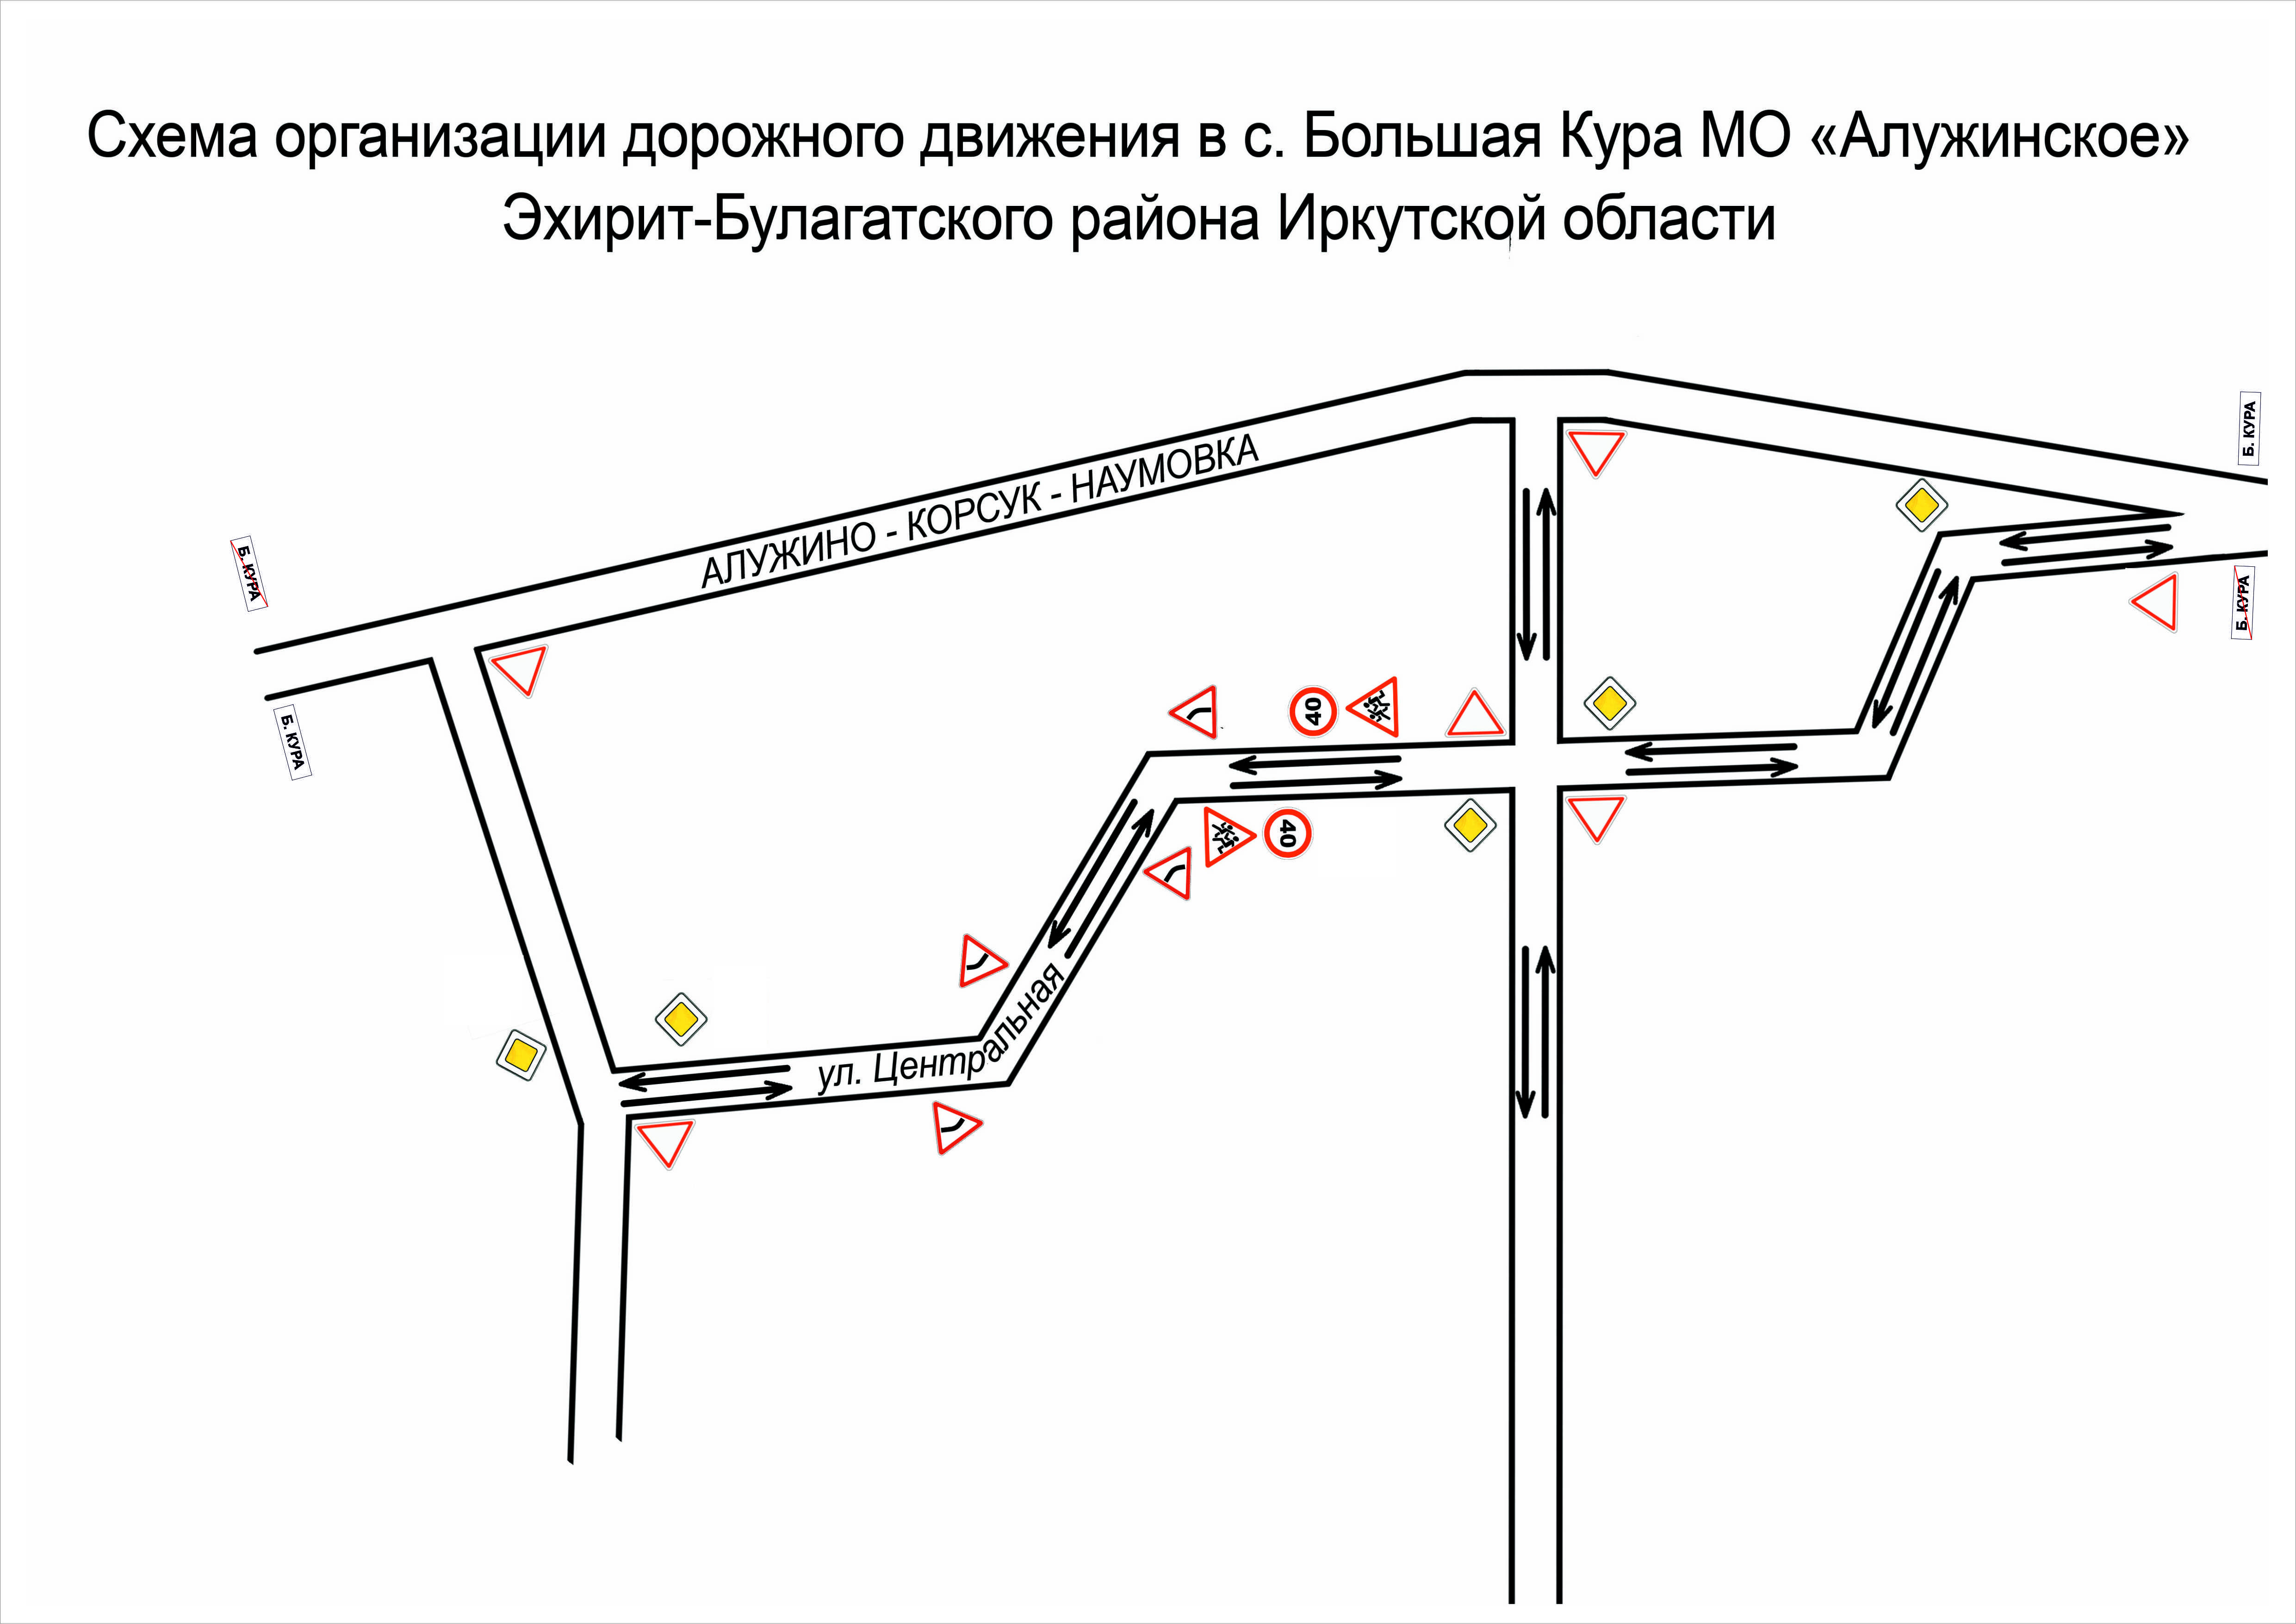 Схема организации дорожного движения в с. Большая Кура МО «Алужинское»
Эхирит-Булагатского района Иркутской области
АЛУЖИНО - КОРСУК - НАУМОВКА
Б. КУРА
Б. КУРА
Б. КУРА
Б. КУРА
40
40
ул. Центральная